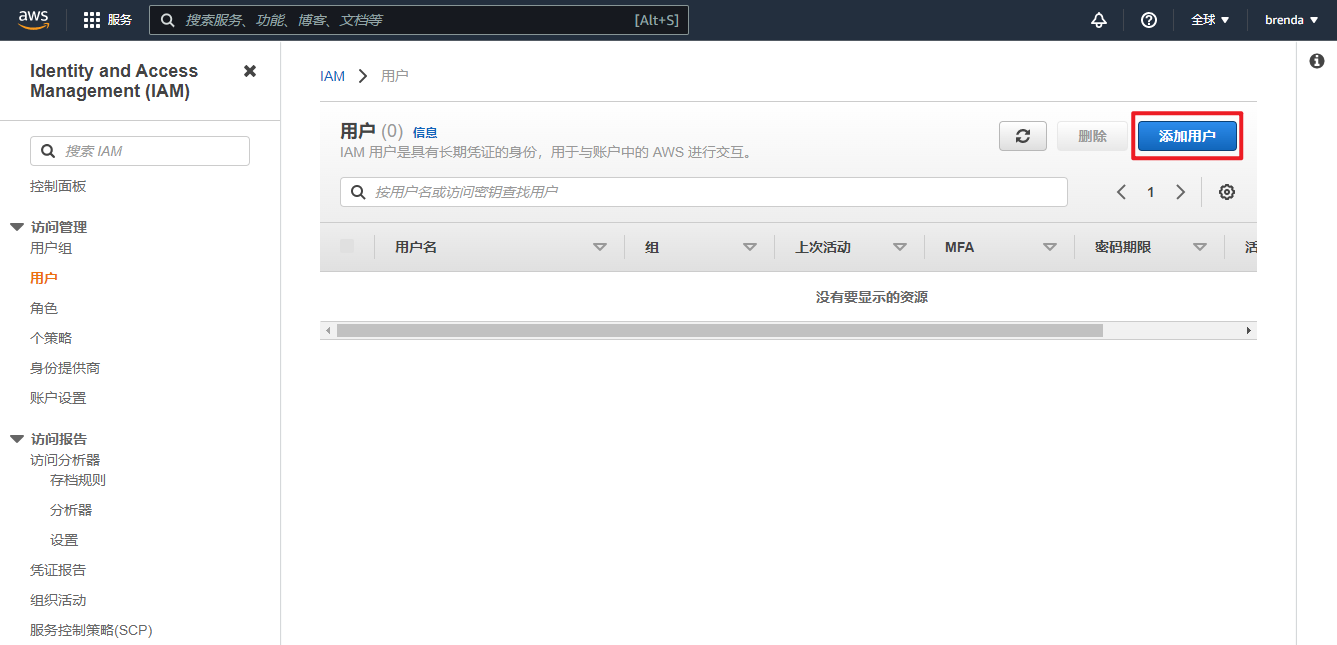 aws
服务
搜索服务、功能、博客、文档等 [Alt+S]
全球
brenda
Identity and Access
Management (IAM)
搜索 IAM
控制面板
访问管理
用户组
用户
角色
个策略
身份提供商
账户设置
访问报告
访问分析器
存档规则
分析器
设置
凭证报告
组织活动
服务控制策略(SCP)
IAM 用户
用户 (0) 信息
IAM 用户是具有长期凭证的身份，用于与账户中的 AWS 进行交互。
删除
添加用户
按用户名或访问密钥查找用户
1
用户名 组 上次活动 MFA 密码期限 活
没有要显示的资源